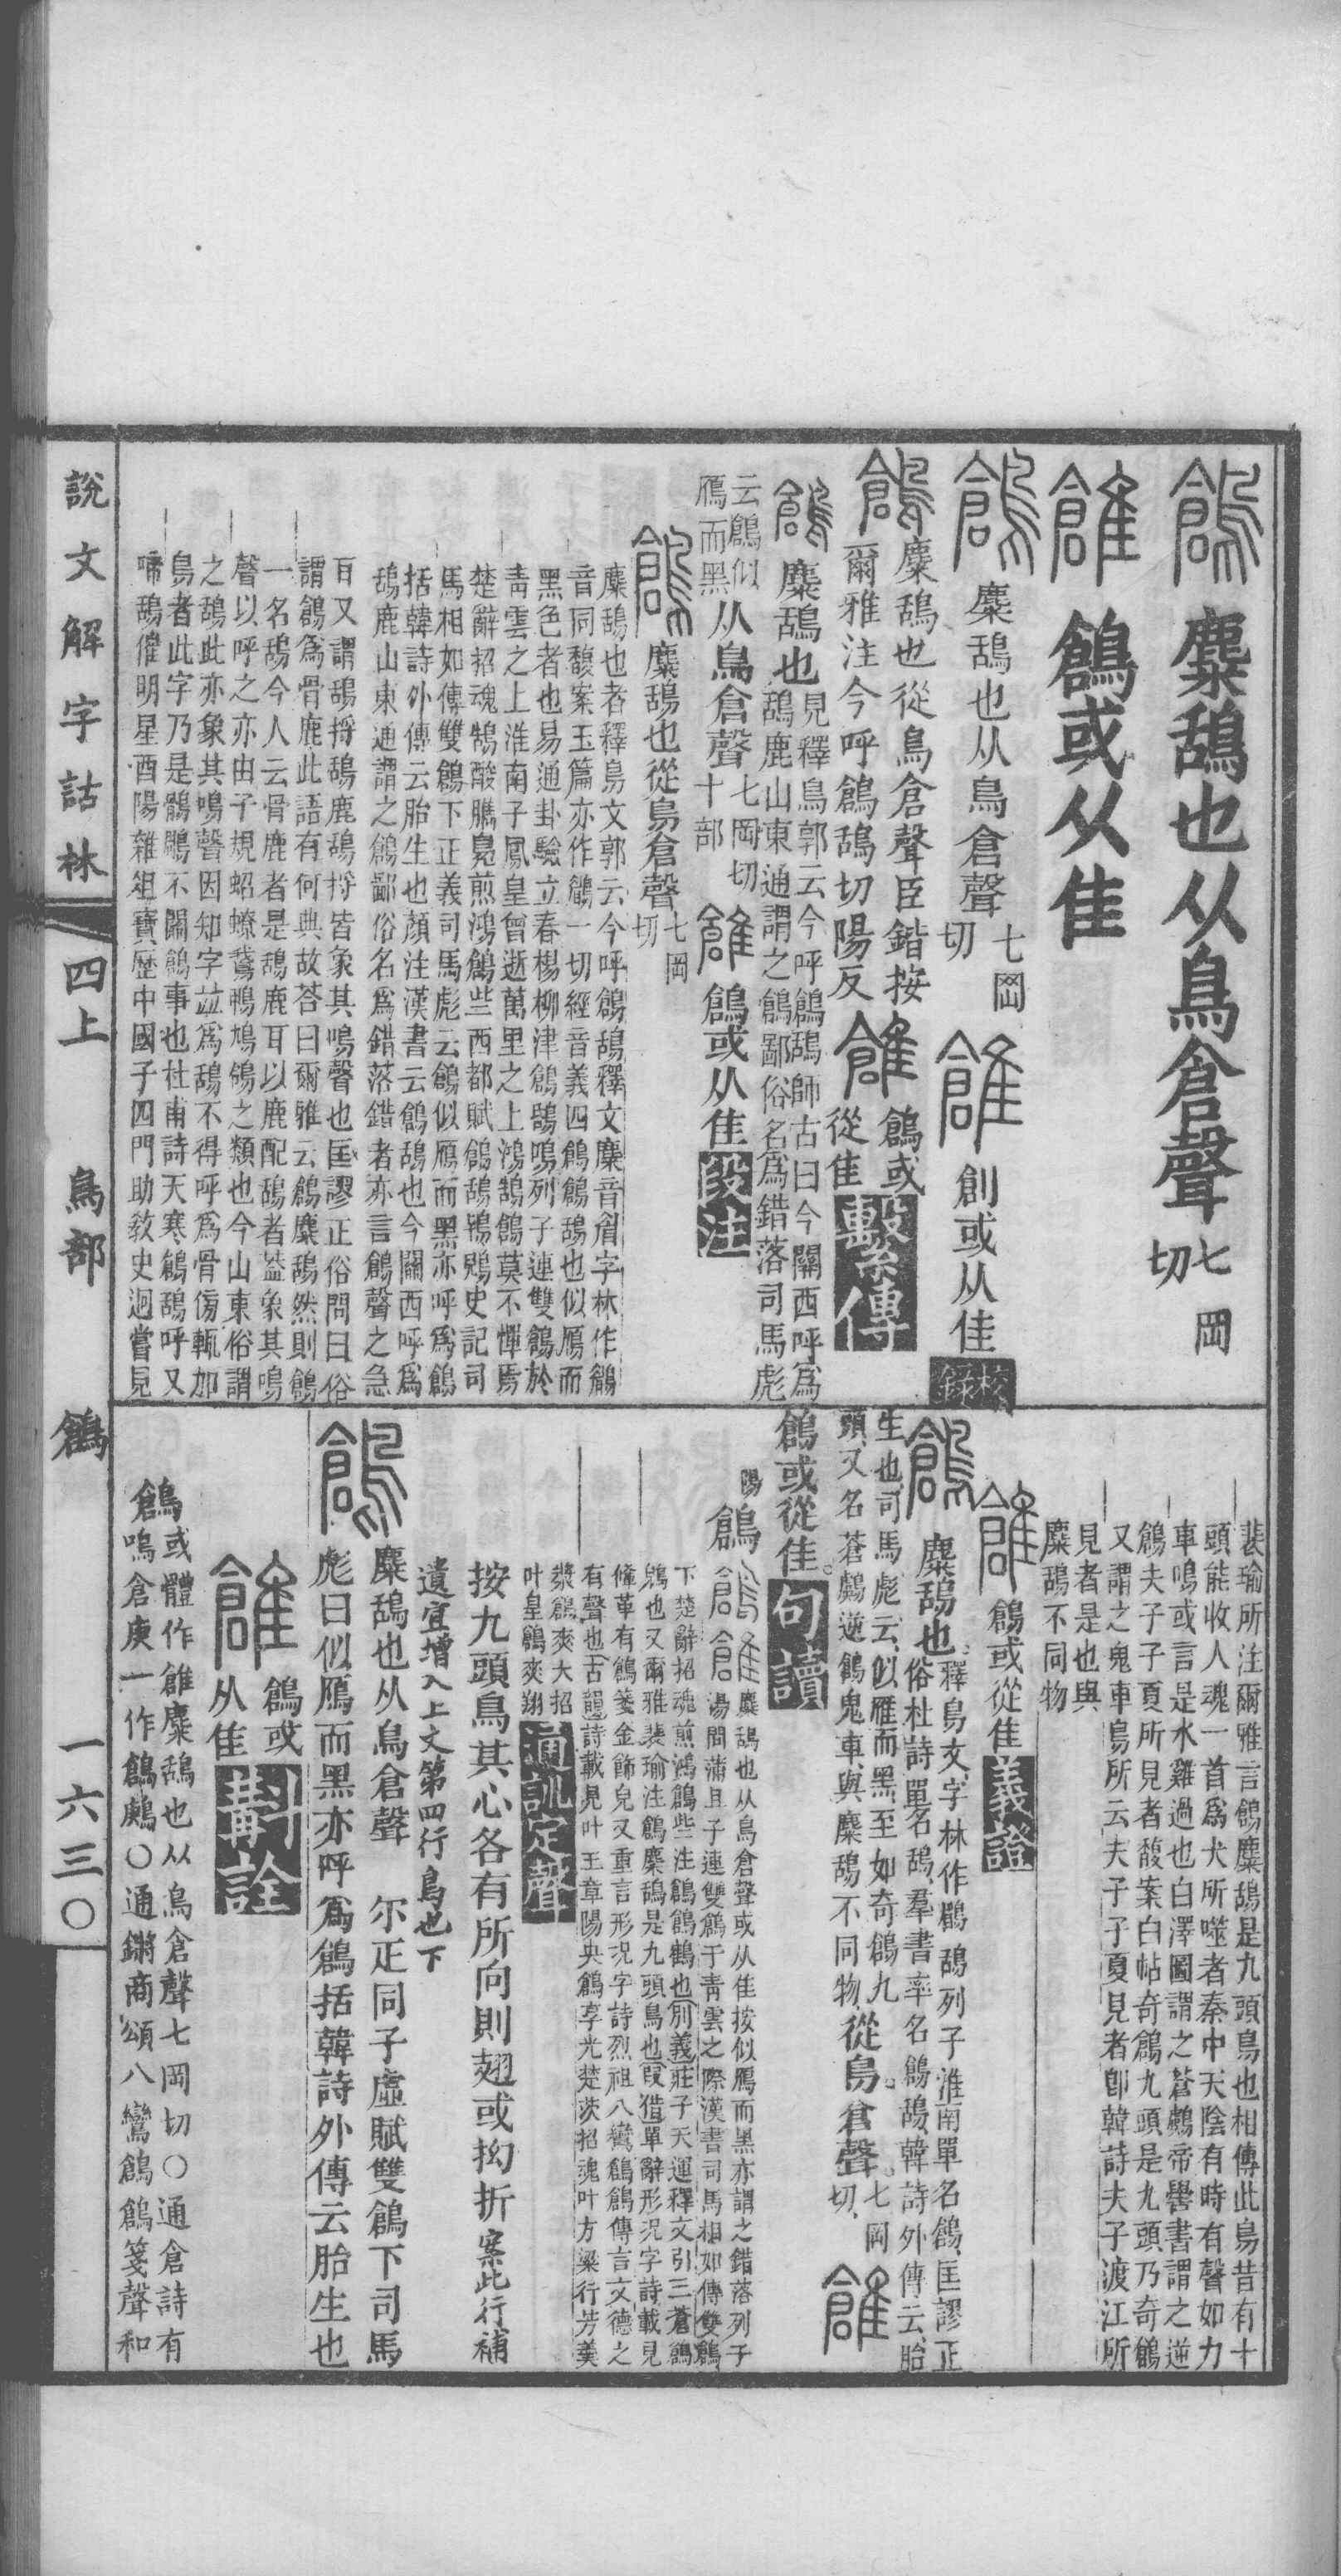 鶬 麋鴰也从鳥倉聲七岡切
䧧 鶬或从隹
鶬 麋鴰也从鳥倉聲七岡切 䧧 創或从隹 校錄
鶬 麋鴰也從鳥倉聲臣鍇按
爾雅注今呼鶬鴰切陽反 䧧 鶬或從隹 繫傳
鶬 麋鴰也見釋鳥郭云今呼鶬鴰師古曰今關西呼爲
鴰鹿山東通謂之鶬鄙俗名爲錯落司馬彪
云鶬似
鴈而黑 从鳥倉聲七岡切十部 䧧 鶬或从隹 段注
鶬 麋鴰也從鳥倉聲七岡切
麋鴰也者釋鳥文郭云今呼鶬鴰釋文麋音眉字林作鶥
音同馥案玉篇亦作鶥一切經音義四鶬鶬鴰也似鴈而
黑色者也易通卦驗立春楊柳津鶬鶂鳴列子連雙鶬於
靑雲之上淮南子鳳皇曾逝萬里之上鴻鵠鶬莫不憚焉
楚辭招魂鵠酸臇鳧煎鴻鶬些西都賦鶬鴰鴇鶂史記司
馬相如傳雙鶬下正義司馬彪云鶬似鴈而黑亦呼爲鶬
括韓詩外傳云胎生也顏注漢書云鶬鴰也今關西呼爲
鴰鹿山東通謂之鶬鄙俗名爲錯落錯者亦言鶬聲之急
耳又謂鴰捋鴰鹿鴰捋皆象其鳴聲也匡謬正俗問曰俗
謂鶬爲骨鹿此語有何典故荅曰爾雅云鶬麋鴰然則鶬
一名鴰今人云骨鹿者是鴰鹿耳以鹿配鴰者葢象其鳴
聲以呼之亦由子規蛁蟟鵞鴨鳩鴿之類也今山東俗謂
之鴰此亦象其鳴聲因知字竝爲鴰不得呼爲骨傍輒加
鳥者此字乃是鶻鵰不關鶬事也杜甫詩天寒鶬鴰呼又
啼鴰催明星酉陽雜俎寶歷中國子四門助敎史迥嘗見
裴瑜所注爾雅言鶬麋鴰是九頭鳥也相傳此鳥昔有十
頭能收人魂一首爲犬所噬者秦中天陰有時有聲如力
車鳴或言是水雞過也白澤圖謂之蒼鸆帝嚳書謂之逆
鶬夫子子夏所見者馥案白帖奇鶬九頭是九頭乃奇鶬
又謂之鬼車鳥所云夫子子夏見者卽韓詩夫子渡江所
見者是也與
麋鴰不同物
䧧 鶬或從隹 義證
鶬 麋鴰也釋鳥文字林作鶥鴰列子淮南單名鶬匡謬正
俗杜詩單名鴰羣書率名鶬鴰韓詩外傳云胎
生也司馬彪云似雁而黑至如奇鶬九
頭又名蒼鸆逆鶬鬼車與麋鴰不同物 從鳥倉聲七岡切 䧧
鶬或從隹 句讀
陽 鶬 麋鴰也从鳥倉聲或从隹按似鴈而黑亦謂之錯落列子
湯問蒲且子連雙鶬于靑雲之際漢書司馬相如傳雙鶬
下楚辭招魂煎鴻鶬些注鶬鶬鶴也別義莊子天運釋文引三蒼鶬
鶂也又爾雅裴瑜注鶬麋鴰是九頭鳥也叚借單辭形況字詩載見
鞗革有鶬箋金飾皃又重言形況字詩烈祖八鸞鶬鶬傳言文德之
有聲也古韻詩載見叶王章陽央鶬享光楚茨招魂叶方粱行芳羹
漿鶬爽大招
叶皇鶬爽翔 通訓定聲
按九頭鳥其心各有所向則翅或拗折案此行補
遺宜增入上文第四行鳥也下
鶬 麋鴰也从鳥倉聲 尔正同子虛賦雙鶬下司馬
彪曰似鴈而黑亦呼爲鶬括韓詩外傳云胎生也
䧧 鶬或从隹 斠詮
鶬 鶬或體作䧧麋鴰也从鳥倉聲七岡切○通倉詩有
鳴倉庚一作鶬鶊○通鏘商頌八鸞鶬鶬箋聲和
說文解字詁林 四上 鳥部 鶬 一六三○